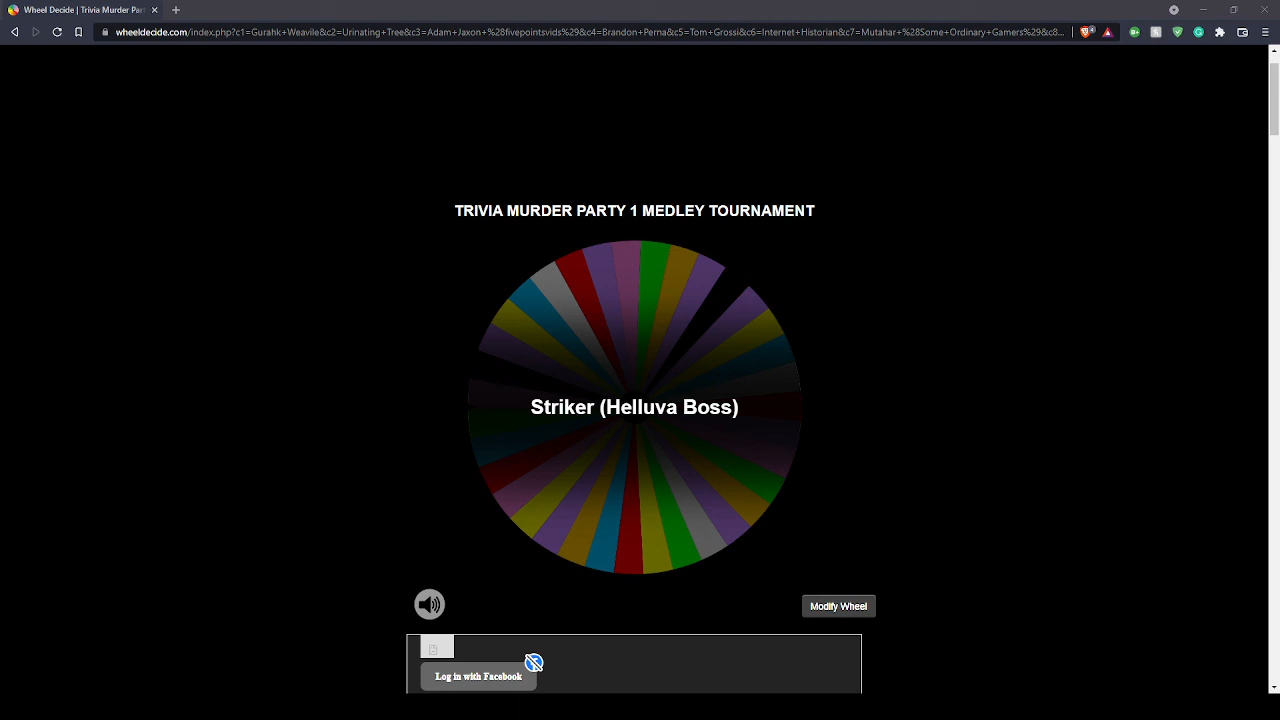 Wheel Decide | Trivia Murder Par
wheeldecide.com/index.php?c1=Gurahk+Weavile&c2=Urinating+Tree&c3=Adam+Jaxon+%28fivepointsvids%29&c4=Brandon+Perna&c5=Tom+Grossi&c6=Internet+Historian&c7=Mutahar+%28Some+Ordinary+Gamers%29&c8...
TRIVIA MURDER PARTY 1 MEDLEY TOURNAMENT
Striker (Helluva Boss)
Modify Wheel
Log in with Facebook